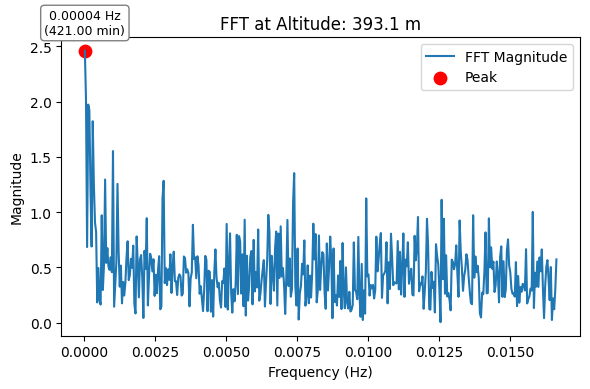 0.00004 Hz
(421.00 min)
FFT at Altitude: 393.1 m
FFT Magnitude
Peak
Magnitude
2.5
2.0
1.5
1.0
0.5
0.0
0.0000 0.0025 0.0050 0.0075 0.0100 0.0125 0.0150
Frequency (Hz)